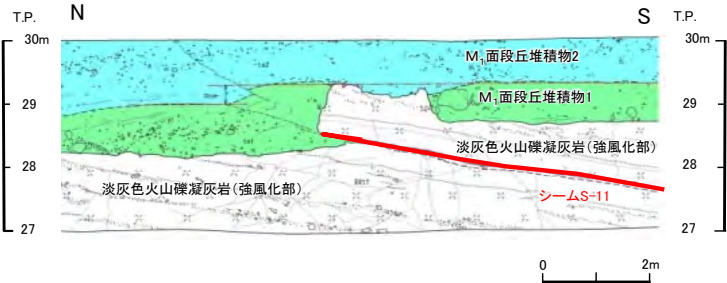 N
S
T.P.
T.P.
30m
30m
M₁面段丘堆積物2
M₁面段丘堆積物1
29
29
淡灰色火山礫凝灰岩(強風化部)
28
28
淡灰色火山礫凝灰岩(強風化部)
シームS-11
27
27
0
2m